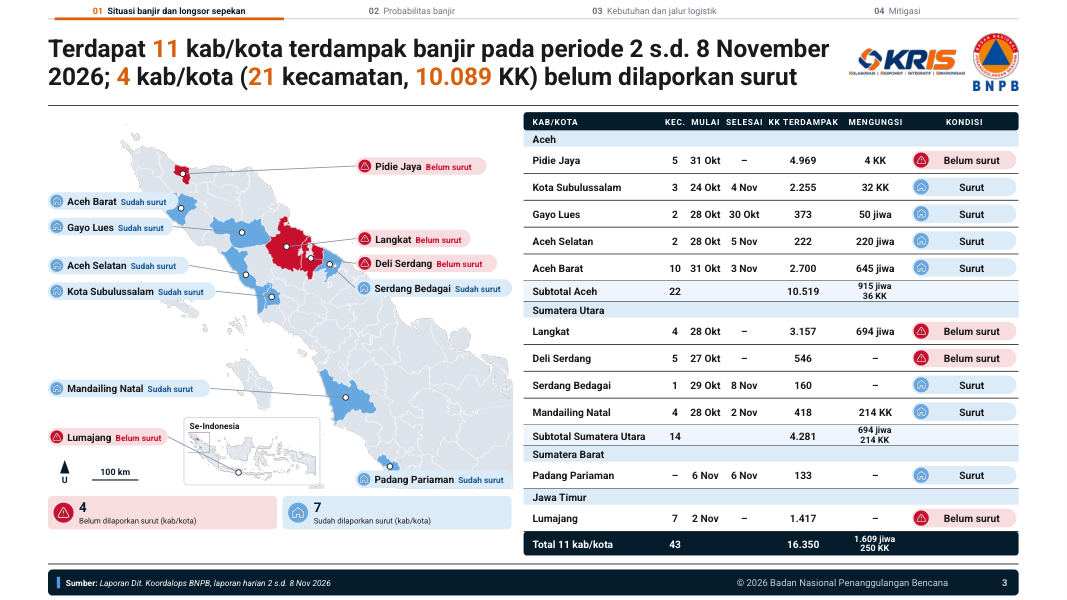 01 Situasi banjir dan longsor sepekan
02 Probabilitas banjir
03 Kebutuhan dan jalur logistik
04 Mitigasi
Terdapat 11 kab/kota terdampak banjir pada periode 2 s.d. 8 November
2026; 4 kab/kota (21 kecamatan, 10.089 KK) belum dilaporkan surut
KRIS
KOLABORASI | RESPONSIF | INTEGRATIF | SINKRONISASI
BNPB
Pidie Jaya Belum surut
Aceh Barat Sudah surut
Gayo Lues Sudah surut
Langkat Belum surut
Deli Serdang Belum surut
Aceh Selatan Sudah surut
Serdang Bedagai Sudah surut
Kota Subulussalam Sudah surut
Mandailing Natal Sudah surut
Se-Indonesia
Lumajang Belum surut
100 km
U
Padang Pariaman Sudah surut
4
Belum dilaporkan surut (kab/kota)
7
Sudah dilaporkan surut (kab/kota)
KAB/KOTA KEC. MULAI SELESAI KK TERDAMPAK MENGUNGSI KONDISI
Aceh
Pidie Jaya 5 31 Okt – 4.969 4 KK Belum surut
Kota Subulussalam 3 24 Okt 4 Nov 2.255 32 KK Surut
Gayo Lues 2 28 Okt 30 Okt 373 50 jiwa Surut
Aceh Selatan 2 28 Okt 5 Nov 222 220 jiwa Surut
Aceh Barat 10 31 Okt 3 Nov 2.700 645 jiwa Surut
Subtotal Aceh 22 10.519 915 jiwa
36 KK
Sumatera Utara
Langkat 4 28 Okt – 3.157 694 jiwa Belum surut
Deli Serdang 5 27 Okt – 546 – Belum surut
Serdang Bedagai 1 29 Okt 8 Nov 160 – Surut
Mandailing Natal 4 28 Okt 2 Nov 418 214 KK Surut
Subtotal Sumatera Utara 14 4.281 694 jiwa
214 KK
Sumatera Barat
Padang Pariaman – 6 Nov 6 Nov 133 – Surut
Jawa Timur
Lumajang 7 2 Nov – 1.417 – Belum surut
Total 11 kab/kota 43 16.350 1.609 jiwa
250 KK
Sumber: Laporan Dit. Koordalops BNPB, laporan harian 2 s.d. 8 Nov 2026
© 2026 Badan Nasional Penanggulangan Bencana
3